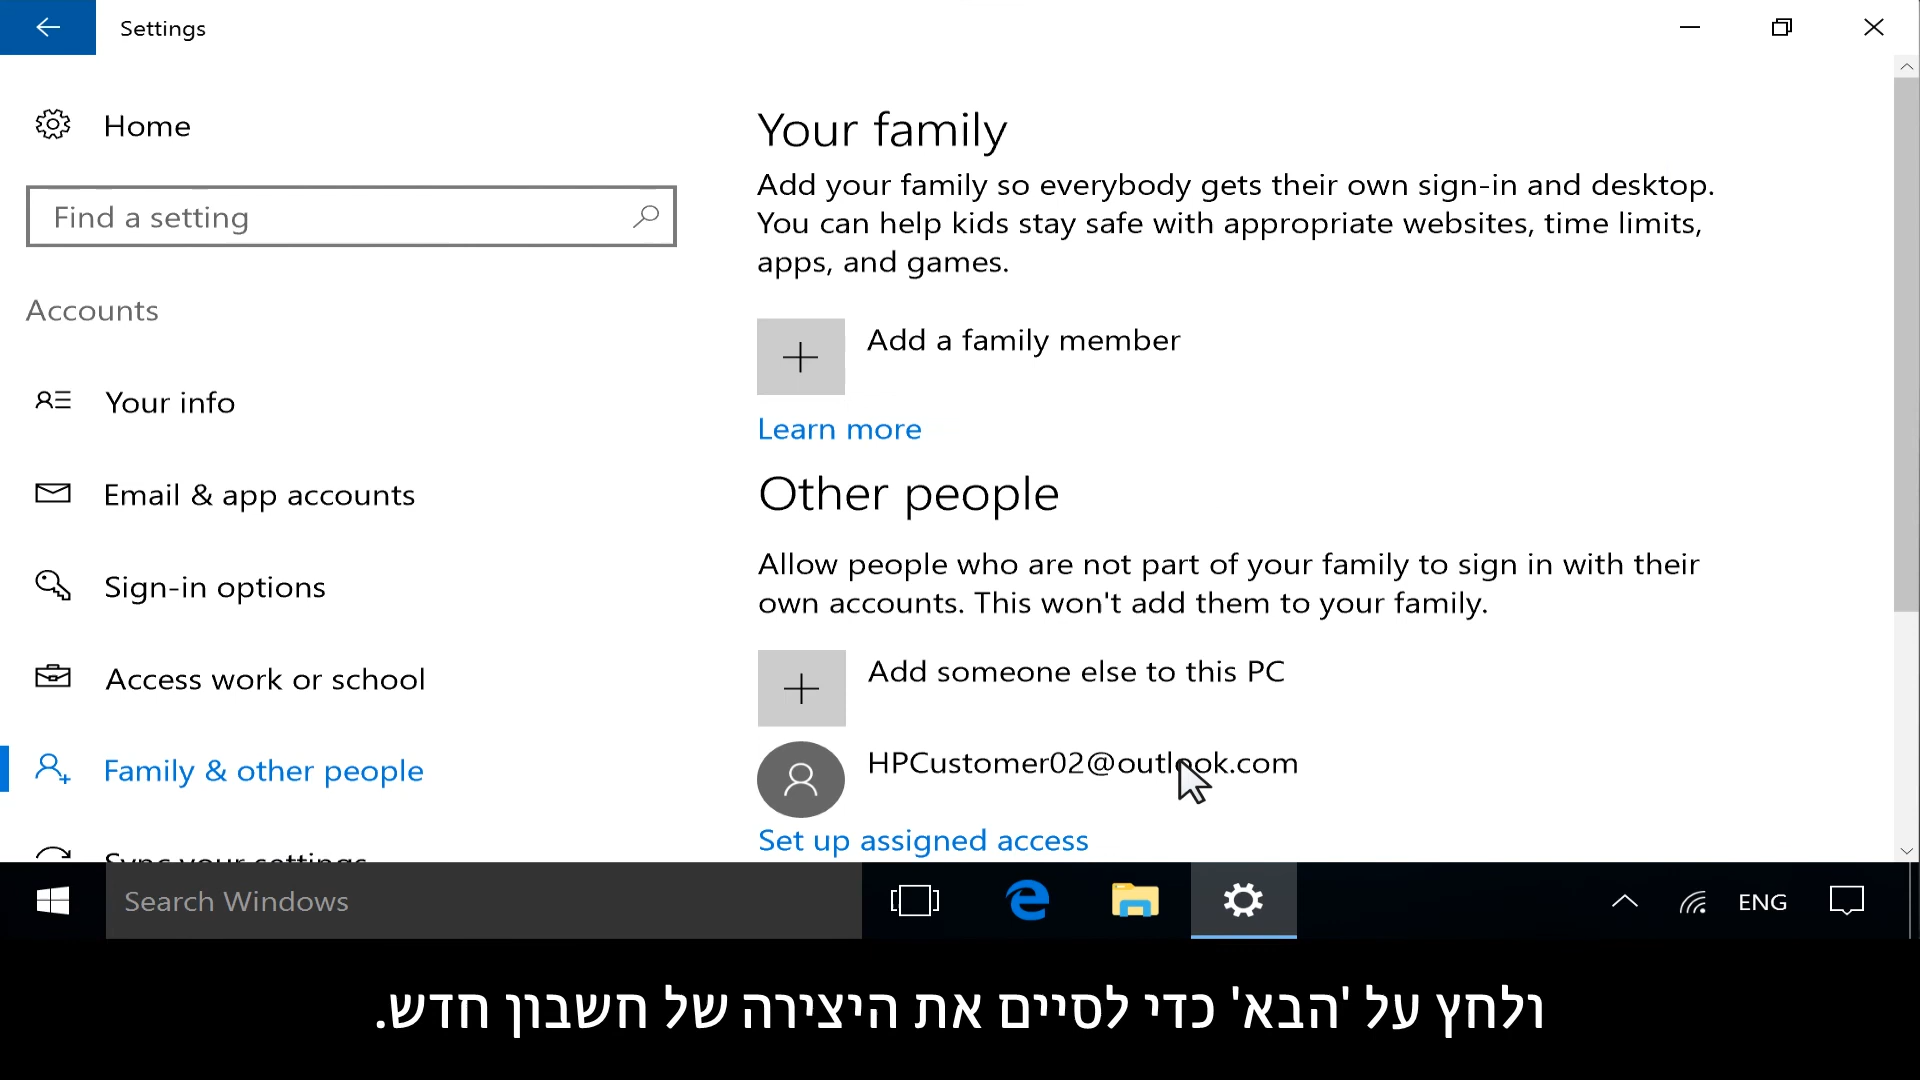 Settings
Home
Find a setting
Accounts
Your info
Email & app accounts
Sign-in options
Access work or school
Family & other people
Sync your settings
Your family
Add your family so everybody gets their own sign-in and desktop.
You can help kids stay safe with appropriate websites, time limits,
apps, and games.
Add a family member
Learn more
Other people
Allow people who are not part of your family to sign in with their
own accounts. This won't add them to your family.
Add someone else to this PC
HPCustomer02@outlook.com
Set up assigned access
Search Windows
ENG
ולחץ על 'הבא' כדי לסיים את היצירה של חשבון חדש.